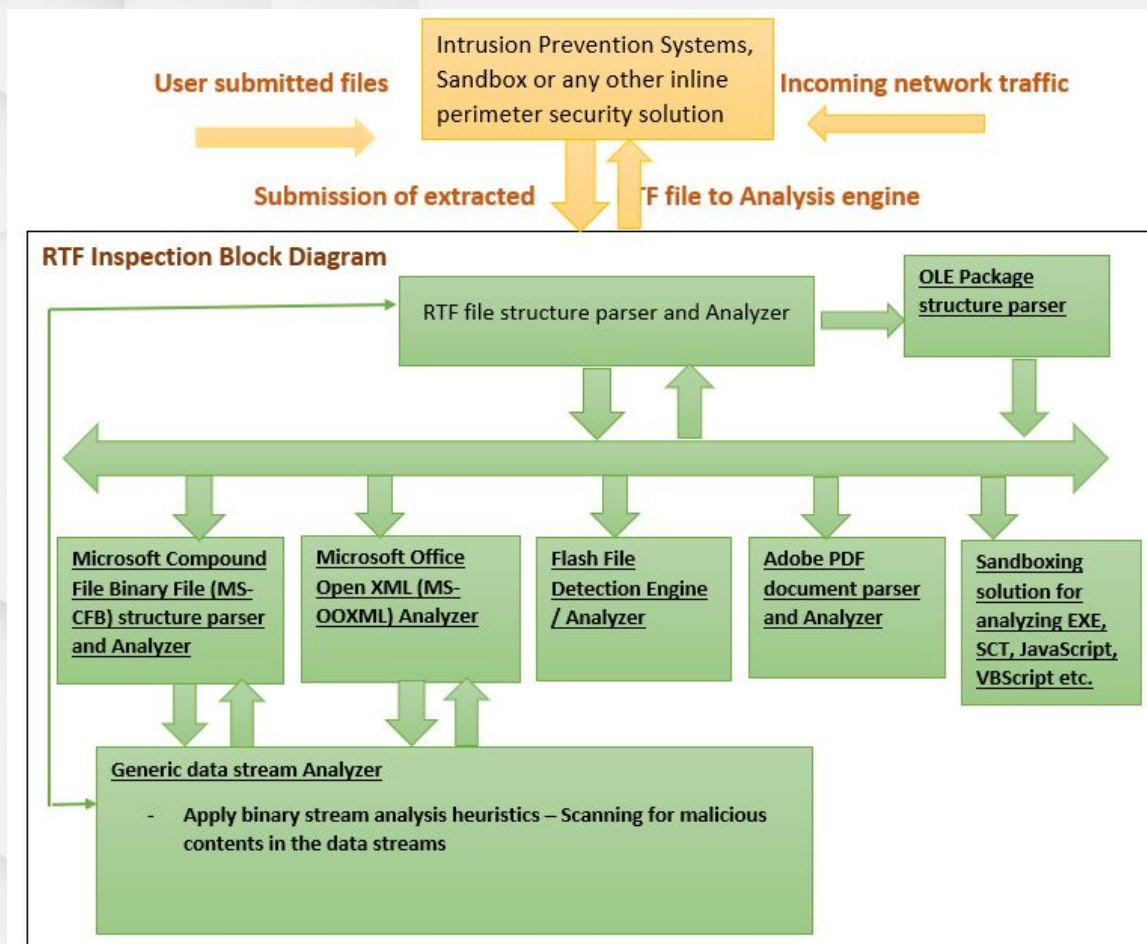 Intrusion Prevention Systems,
Sandbox or any other inline
perimeter security solution
User submitted files
Incoming network traffic
Submission of extracted
TF file to Analysis engine
RTF Inspection Block Diagram
RTF file structure parser and Analyzer
OLE Package
structure parser
Microsoft Compound
File Binary File (MS-
CFB) structure parser
and Analyzer
Microsoft Office
Open XML (MS-
OOXML) Analyzer
Flash File
Detection Engine
/ Analyzer
Adobe PDF
document parser
and Analyzer
Sandboxing
solution for
analyzing EXE,
SCT, JavaScript,
VBScript etc.
Generic data stream Analyzer
- Apply binary stream analysis heuristics – Scanning for malicious
contents in the data streams